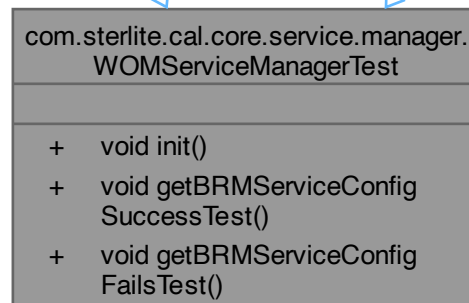 com.sterlite.cal.core.service.manager.
WOMServiceManagerTest
+ void init()
+ void getBRMServiceConfig
SuccessTest()
+ void getBRMServiceConfig
FailsTest()